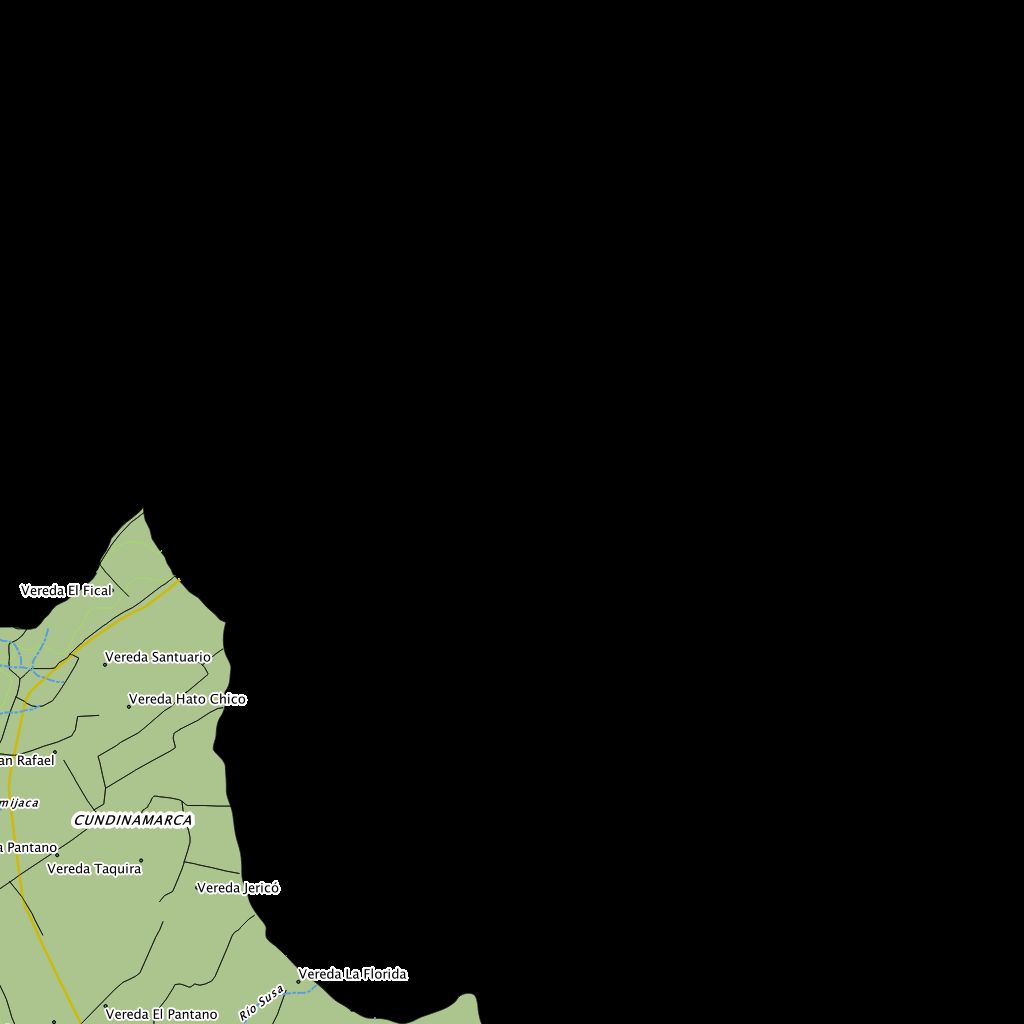 Vereda El Fical
Vereda Santuario
Vereda Hato Chico
an Rafael
mijaca
CUNDINAMARCA
a Pantano
Vereda Taquira
Vereda Jericó
Vereda La Florida
Río Susa
Vereda El Pantano